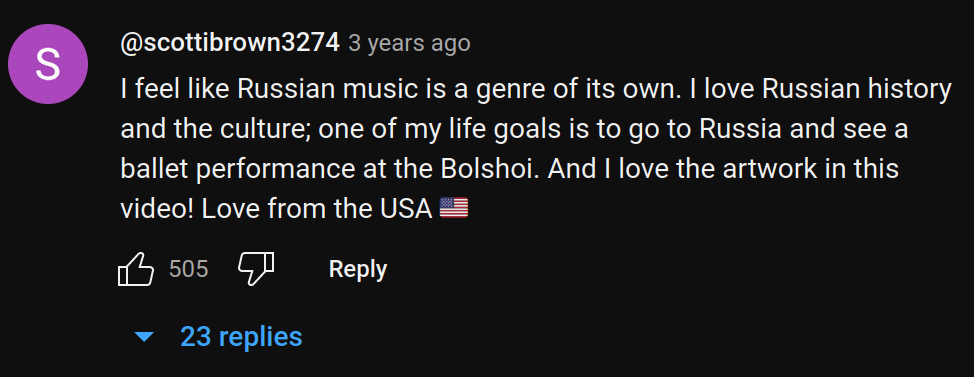 S
@scottibrown3274 3 years ago
I feel like Russian music is a genre of its own. I love Russian history
and the culture; one of my life goals is to go to Russia and see a
ballet performance at the Bolshoi. And I love the artwork in this
video! Love from the USA 🇺🇸
505 Reply
23 replies